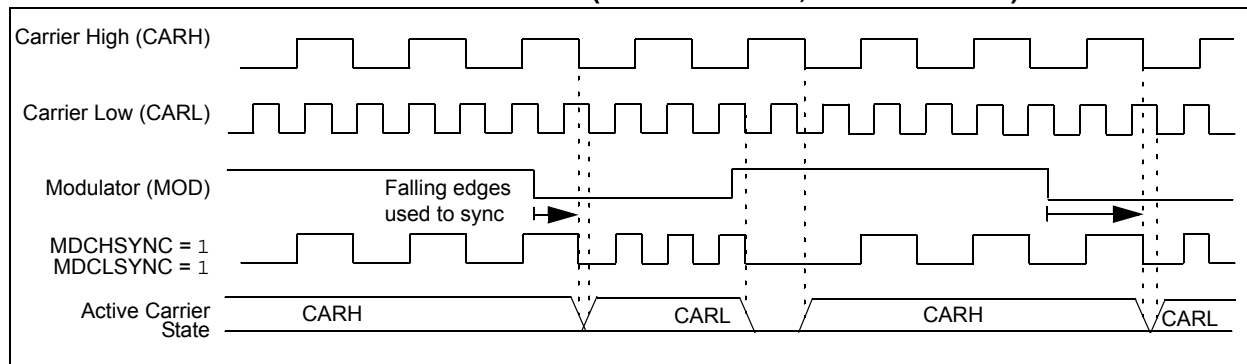 Carrier High (CARH)
Carrier Low (CARL)
Modulator (MOD)
Falling edges
used to sync
MDCHSYNC = 1
MDCLSYNC = 1
Active Carrier
State
CARH
CARL
CARH
CARL